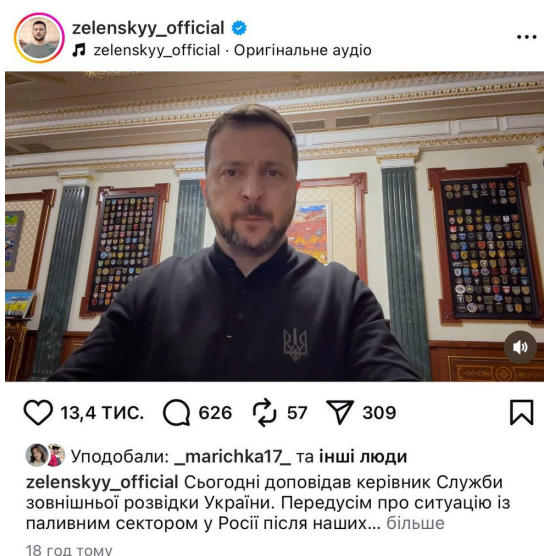 zelenskyy_official
zelenskyy_official · Оригінальне аудіо
13,4 ТИС. 626 57 309
Уподобали: _marichka17_ та інші люди
zelenskyy_official Сьогодні доповідав керівник Служби
зовнішньої розвідки України. Передусім про ситуацію із
паливним сектором у Росії після наших... більше
18 год тому